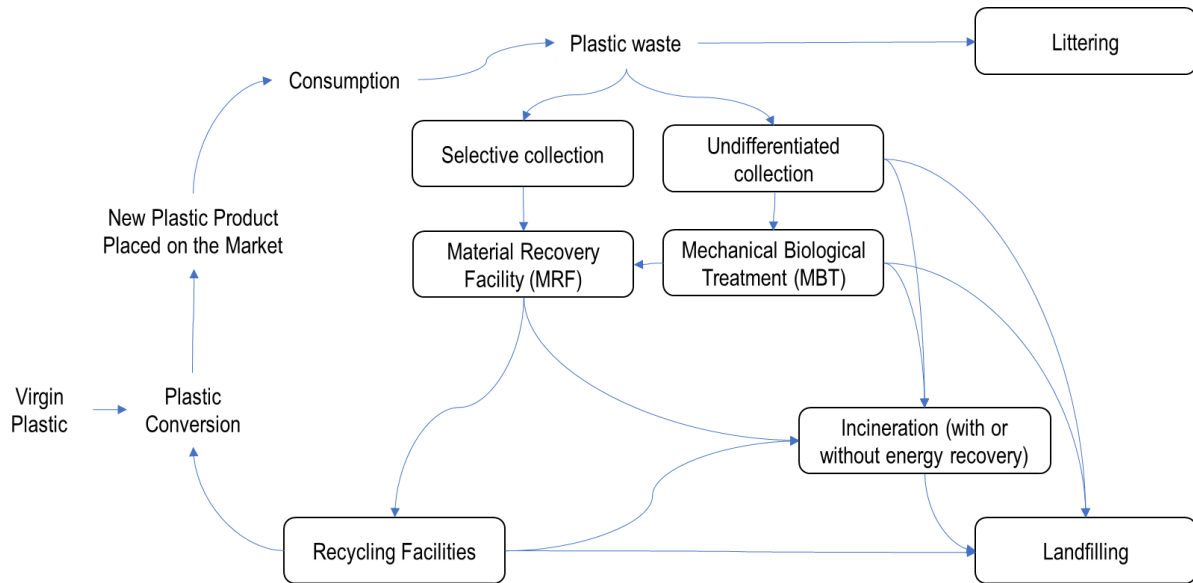 Plastic waste
Littering
Consumption
Selective collection
Undifferentiated
collection
New Plastic Product
Placed on the Market
Material Recovery
Facility (MRF)
Mechanical Biological
Treatment (MBT)
Virgin
Plastic
Plastic
Conversion
Incineration (with or
without energy recovery)
Recycling Facilities
Landfilling